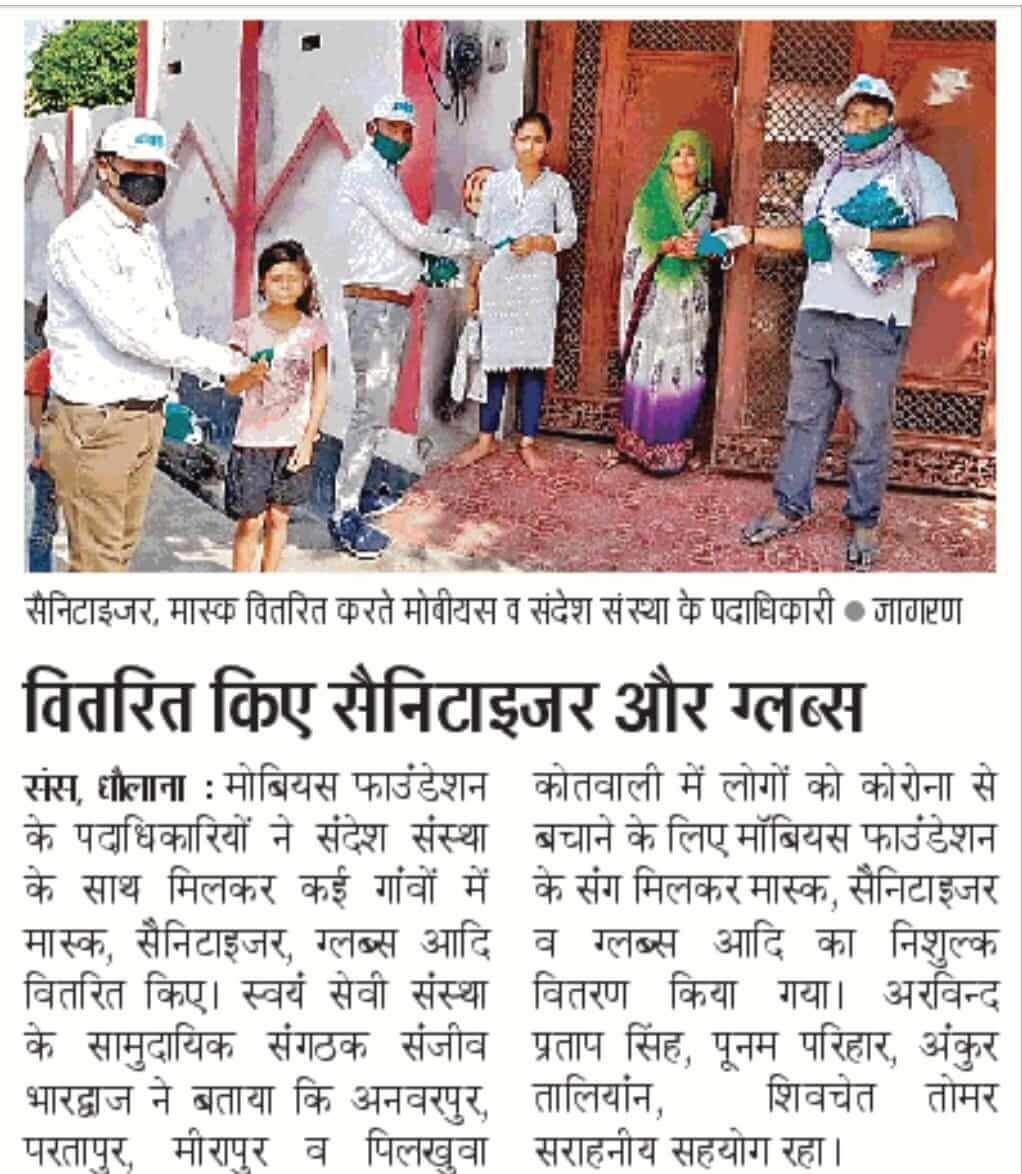 सैनिटाइजर, मास्क वितरित करते मोबीयस व संदेश संस्था के पदाधिकारी ● जागरण
वितरित किए सैनिटाइजर और ग्लब्स
संस, धौलाना : मोबियस फाउंडेशन
के पदाधिकारियों ने संदेश संस्था
के साथ मिलकर कई गांवों में
मास्क, सैनिटाइजर, ग्लब्स आदि
वितरित किए। स्वयं सेवी संस्था
के सामुदायिक संगठक संजीव
भारद्वाज ने बताया कि अनवरपुर,
परतापुर, मीरापुर व पिलखुवा
कोतवाली में लोगों को कोरोना से
बचाने के लिए मॉबियस फाउंडेशन
के संग मिलकर मास्क, सैनिटाइजर
व ग्लब्स आदि का निशुल्क
वितरण किया गया। अरविन्द
प्रताप सिंह, पूनम परिहार, अंकुर
तालियांन, शिवचेत तोमर
सराहनीय सहयोग रहा।